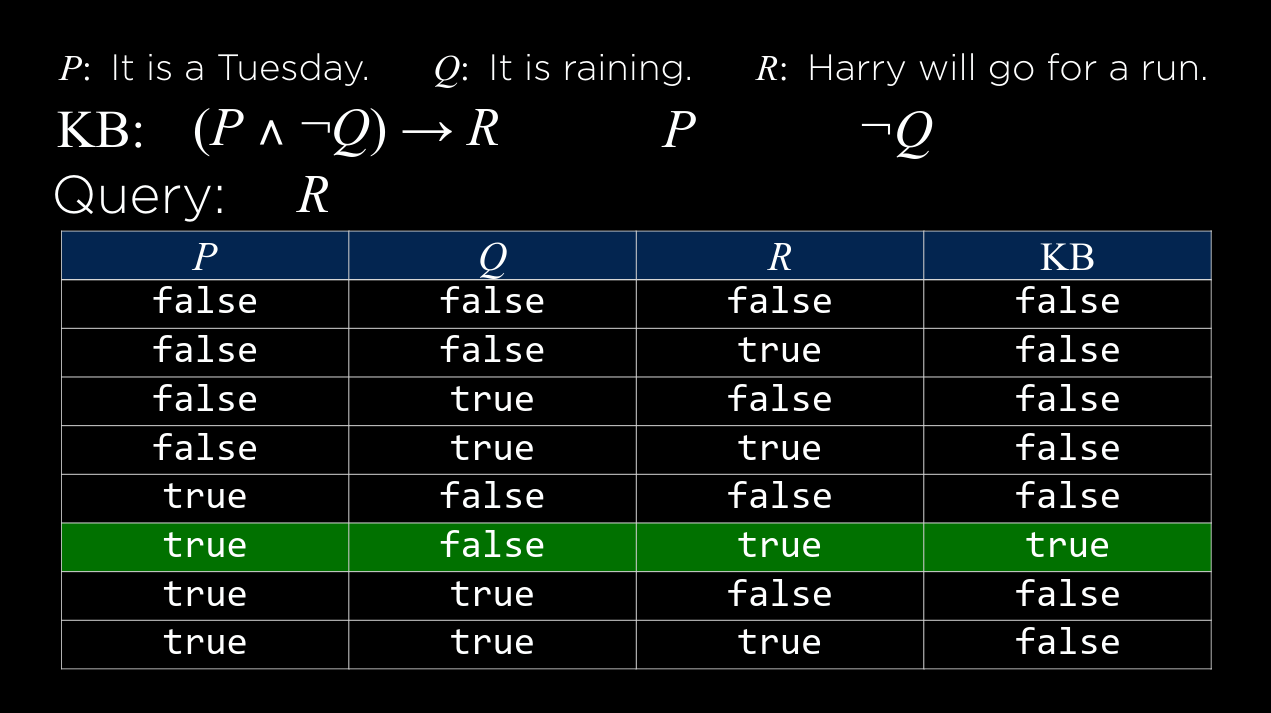 P: It is a Tuesday. Q: It is raining. R: Harry will go for a run.
KB: (P ∧ ¬Q) → R P ¬Q
Query: R
P Q R KB
false false false false
false false true false
false true false false
false true true false
true false false false
true false true true
true true false false
true true true false